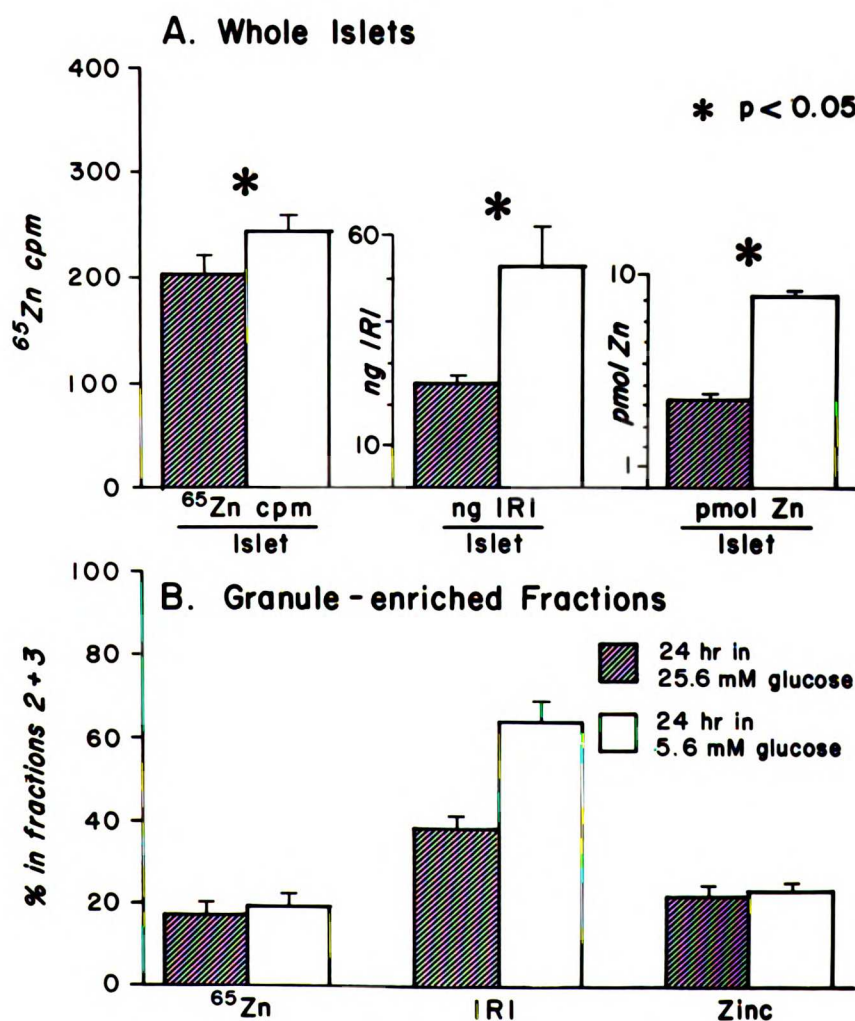 A. Whole Islets
400
300
200
100
0
⁶⁵Zn cpm
* p < 0.05
*
*
*
60
10
ng IRI
10
1
pmol Zn
⁶⁵Zn cpm
Islet
ng IRI
Islet
pmol Zn
Islet
B. Granule-enriched Fractions
100
80
60
40
20
0
% in fractions 2+3
24 hr in
25.6 mM glucose
24 hr in
5.6 mM glucose
⁶⁵Zn
IRI
Zinc